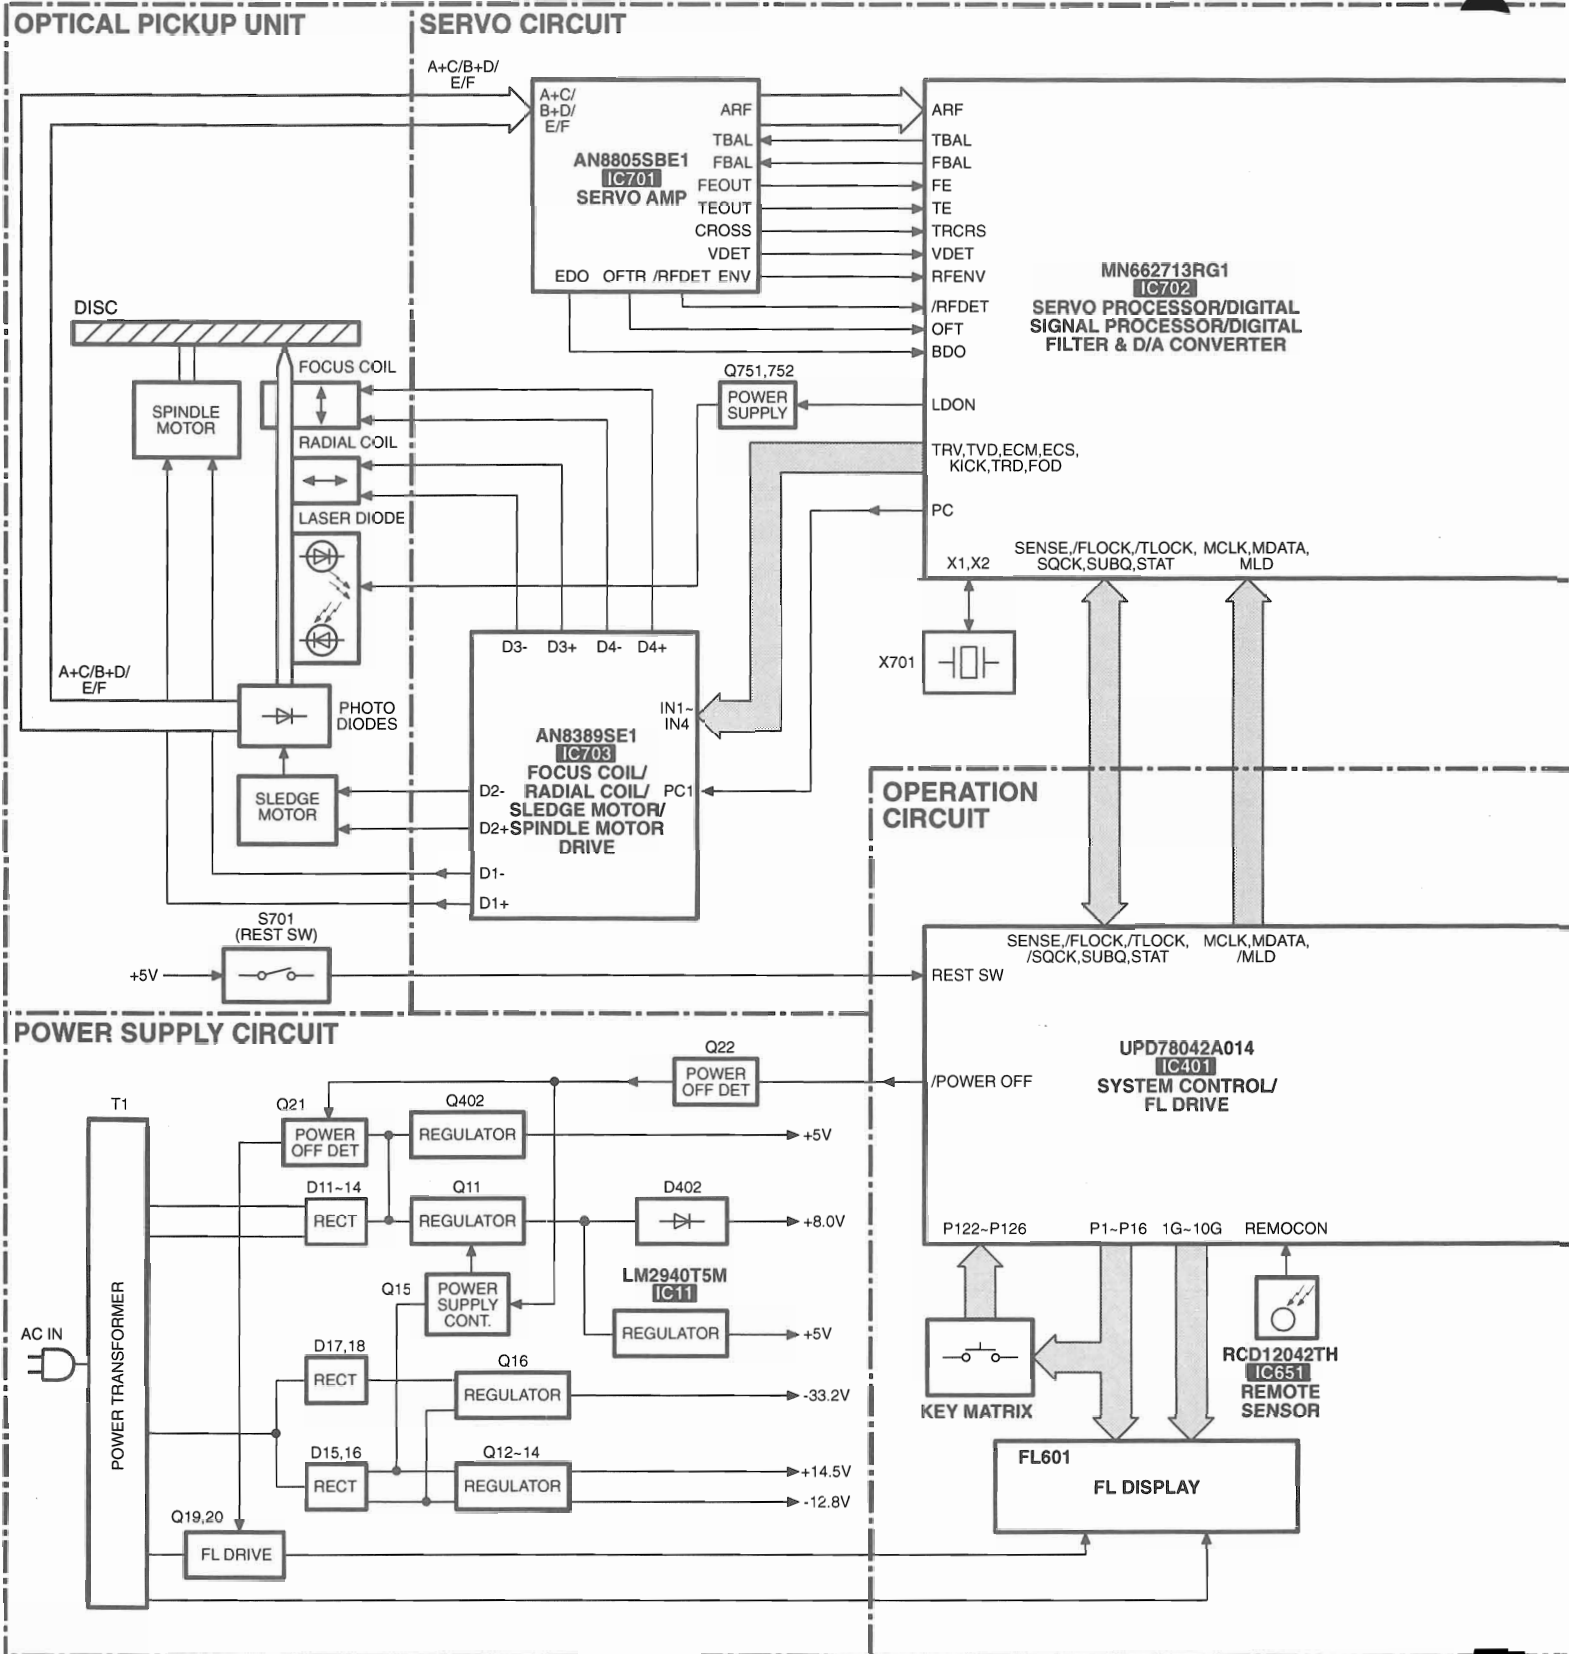 OPTICAL PICKUP UNIT
SERVO CIRCUIT
A+C/B+D/
E/F
A+C/
B+D/
E/F
ARF
TBAL
FBAL
FEOUT
TEOUT
CROSS
VDET
AN8805SBE1
IC701
SERVO AMP
EDO OFTR /RFDET ENV
ARF
TBAL
FBAL
FE
TE
TRCRS
VDET
RFENV
/RFDET
OFT
BDO
LDON
TRV,TVD,ECM,ECS,
KICK,TRD,FOD
PC
MN662713RG1
IC702
SERVO PROCESSOR/DIGITAL
SIGNAL PROCESSOR/DIGITAL
FILTER & D/A CONVERTER
X1,X2
SENSE,/FLOCK,/TLOCK,
SQCK,SUBQ,STAT
MCLK,MDATA,
MLD
X701
DISC
SPINDLE
MOTOR
FOCUS COIL
RADIAL COIL
LASER DIODE
Q751,752
POWER
SUPPLY
A+C/B+D/
E/F
PHOTO
DIODES
SLEDGE
MOTOR
D3- D3+ D4- D4+
IN1~
IN4
AN8389SE1
IC703
FOCUS COIL/
RADIAL COIL/
SLEDGE MOTOR/
SPINDLE MOTOR
DRIVE
PC1
D2-
D2+
D1-
D1+
S701
(REST SW)
+5V
OPERATION
CIRCUIT
SENSE,/FLOCK,/TLOCK,
/SQCK,SUBQ,STAT
MCLK,MDATA,
/MLD
REST SW
/POWER OFF
UPD78042A014
IC401
SYSTEM CONTROL/
FL DRIVE
P122~P126
P1~P16
1G~10G
REMOCON
KEY MATRIX
RCD12042TH
IC651
REMOTE
SENSOR
FL601
FL DISPLAY
POWER SUPPLY CIRCUIT
Q22
POWER
OFF DET
T1
POWER TRANSFORMER
AC IN
Q21
POWER
OFF DET
Q402
REGULATOR
+5V
D11~14
RECT
Q11
REGULATOR
D402
+8.0V
Q15
POWER
SUPPLY
CONT.
LM2940T5M
IC11
REGULATOR
+5V
D17,18
RECT
Q16
REGULATOR
-33.2V
D15,16
RECT
Q12~14
REGULATOR
+14.5V
-12.8V
Q19,20
FL DRIVE